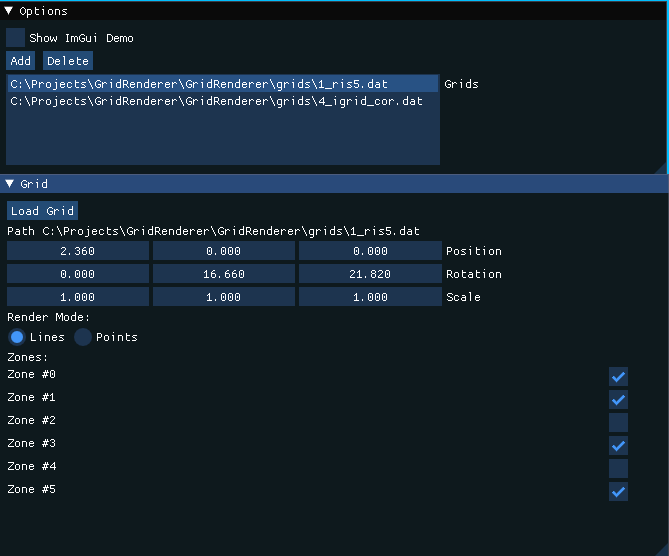 Options
Show ImGui Demo
Add Delete
C:\Projects\GridRenderer\GridRenderer\grids\1_ris5.dat Grids
C:\Projects\GridRenderer\GridRenderer\grids\4_igrid_cor.dat
Grid
Load Grid
Path C:\Projects\GridRenderer\GridRenderer\grids\1_ris5.dat
2.360 0.000 0.000 Position
0.000 16.660 21.820 Rotation
1.000 1.000 1.000 Scale
Render Mode:
Lines Points
Zones:
Zone #0
Zone #1
Zone #2
Zone #3
Zone #4
Zone #5